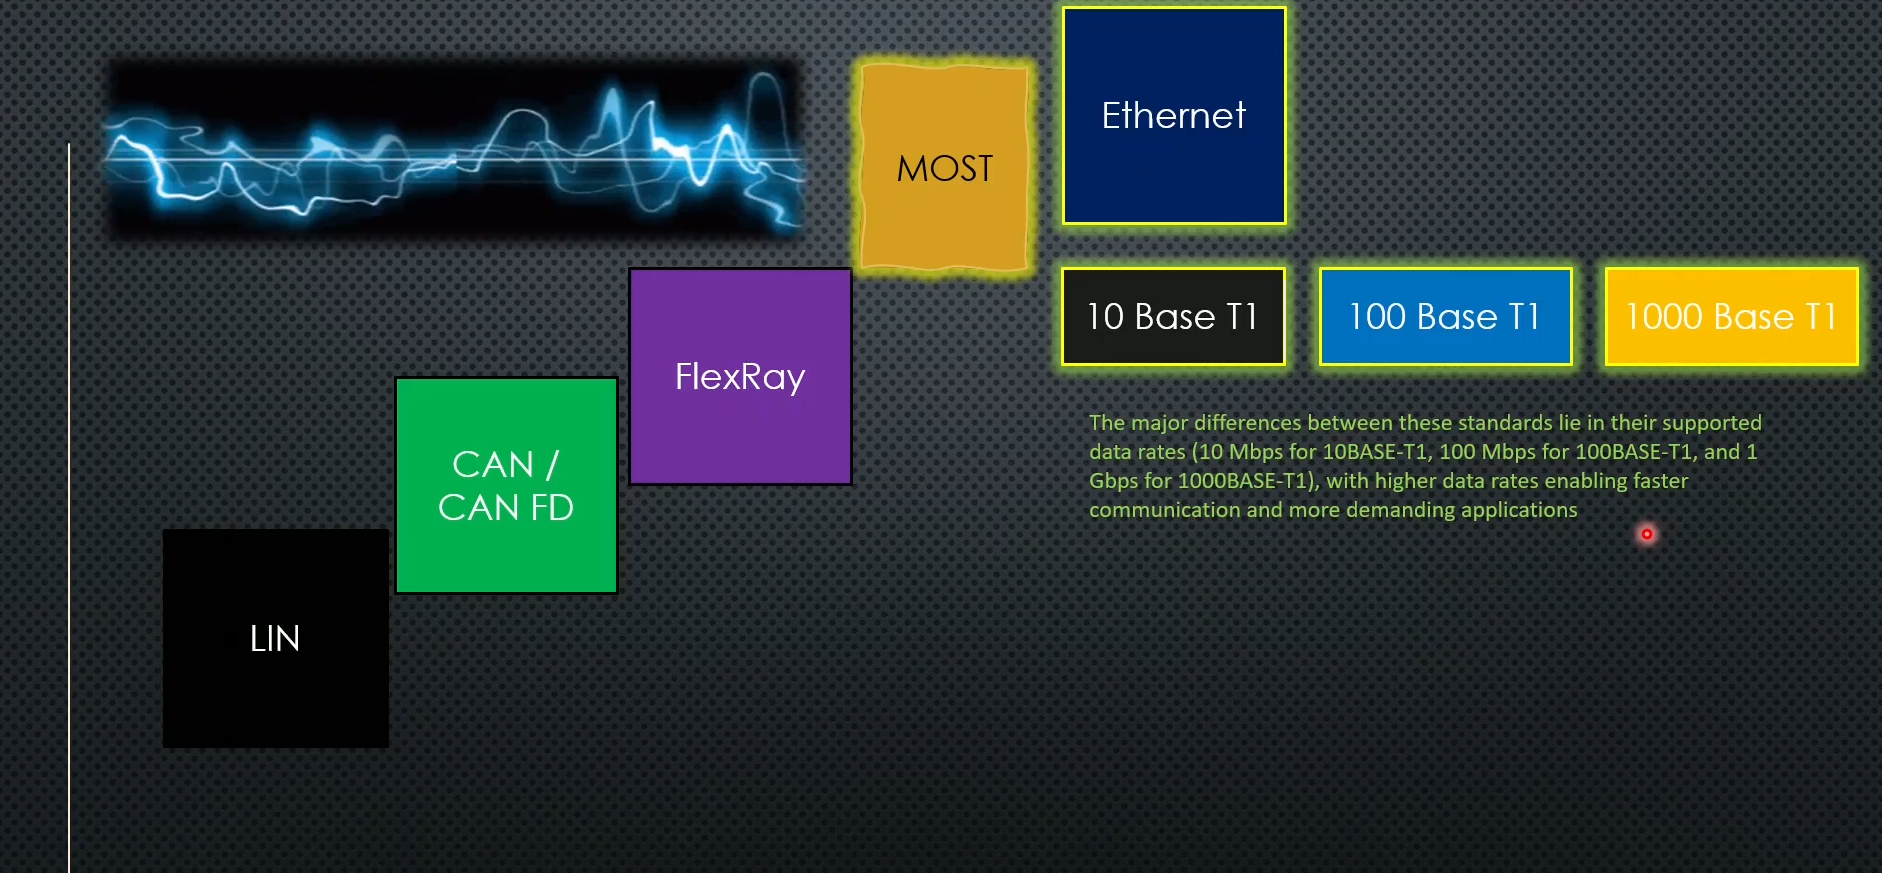 Ethernet
MOST
10 Base T1
100 Base T1
1000 Base T1
FlexRay
The major differences between these standards lie in their supported
data rates (10 Mbps for 10BASE-T1, 100 Mbps for 100BASE-T1, and 1
Gbps for 1000BASE-T1), with higher data rates enabling faster
communication and more demanding applications
CAN /
CAN FD
LIN